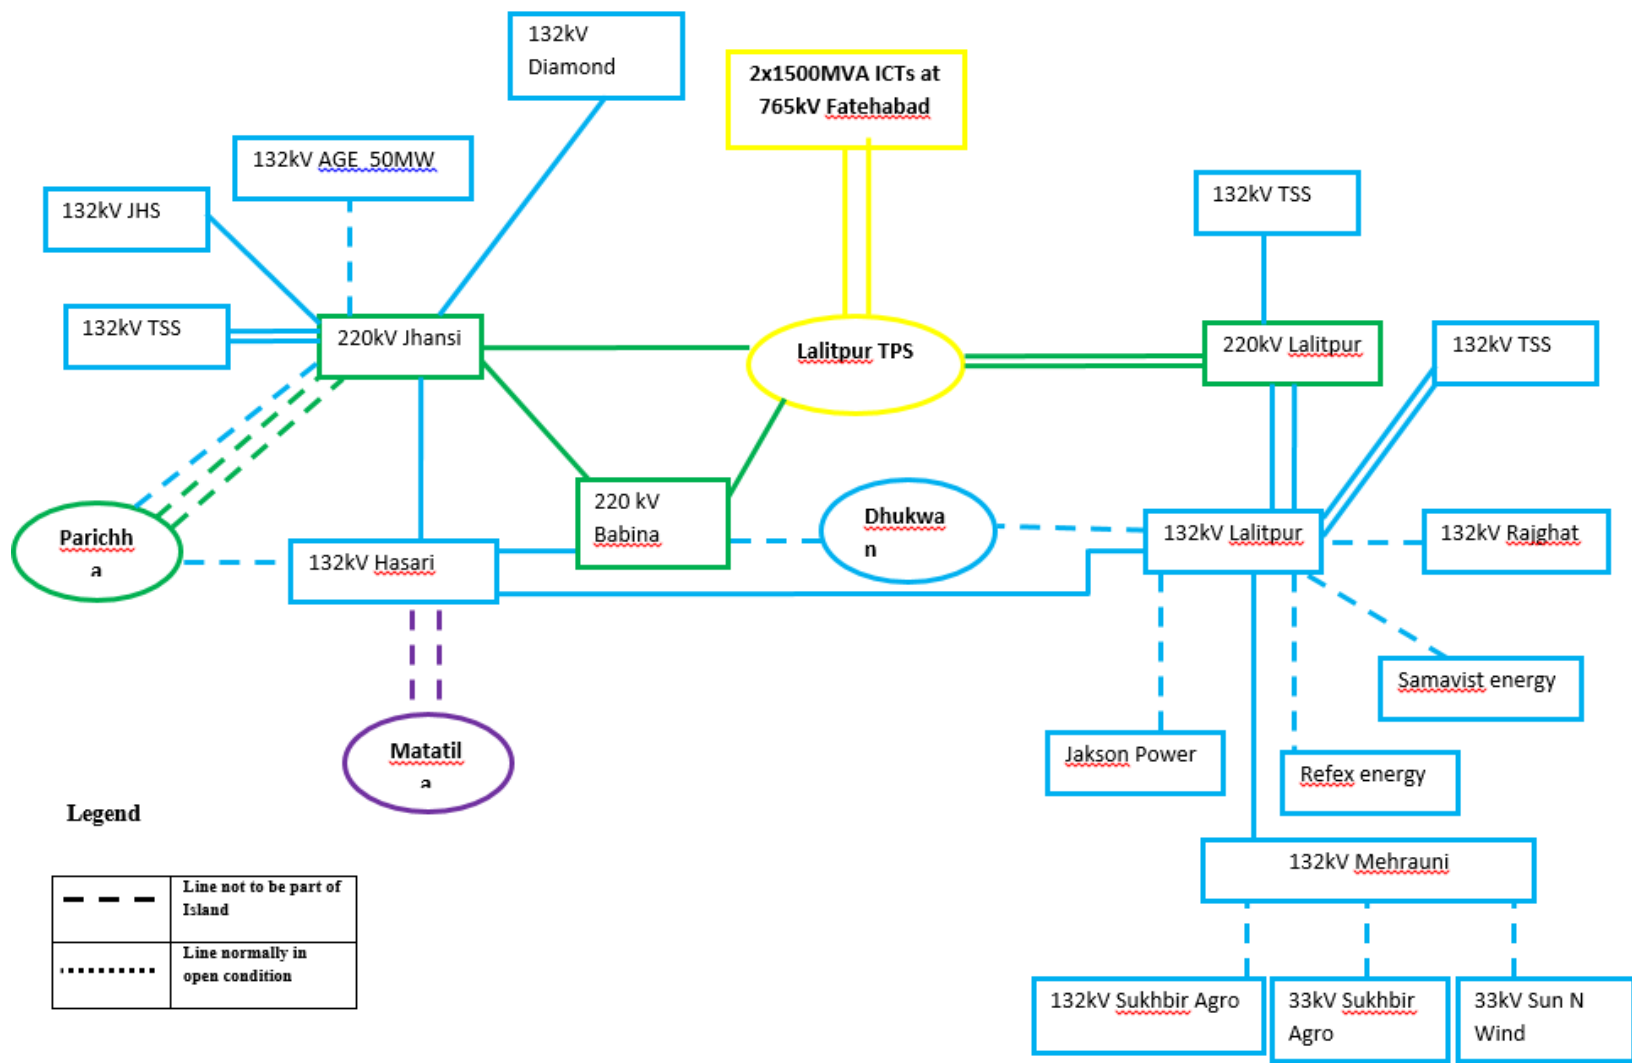 132kV
Diamond
2x1500MVA ICTs at
765kV Fatehabad
132kV AGE 50MW
132kV JHS
132kV TSS
132kV TSS
220kV Jhansi
Lalitpur TPS
220kV Lalitpur
132kV TSS
220 kV
Babina
Dhukwa
n
132kV Lalitpur
132kV Rajghat
Parichh
a
132kV Hasari
Samavist energy
Matatil
a
Jakson Power
Refex energy
Legend
Line not to be part of
Island
Line normally in
open condition
132kV Mehrauni
132kV Sukhbir Agro
33kV Sukhbir
Agro
33kV Sun N
Wind